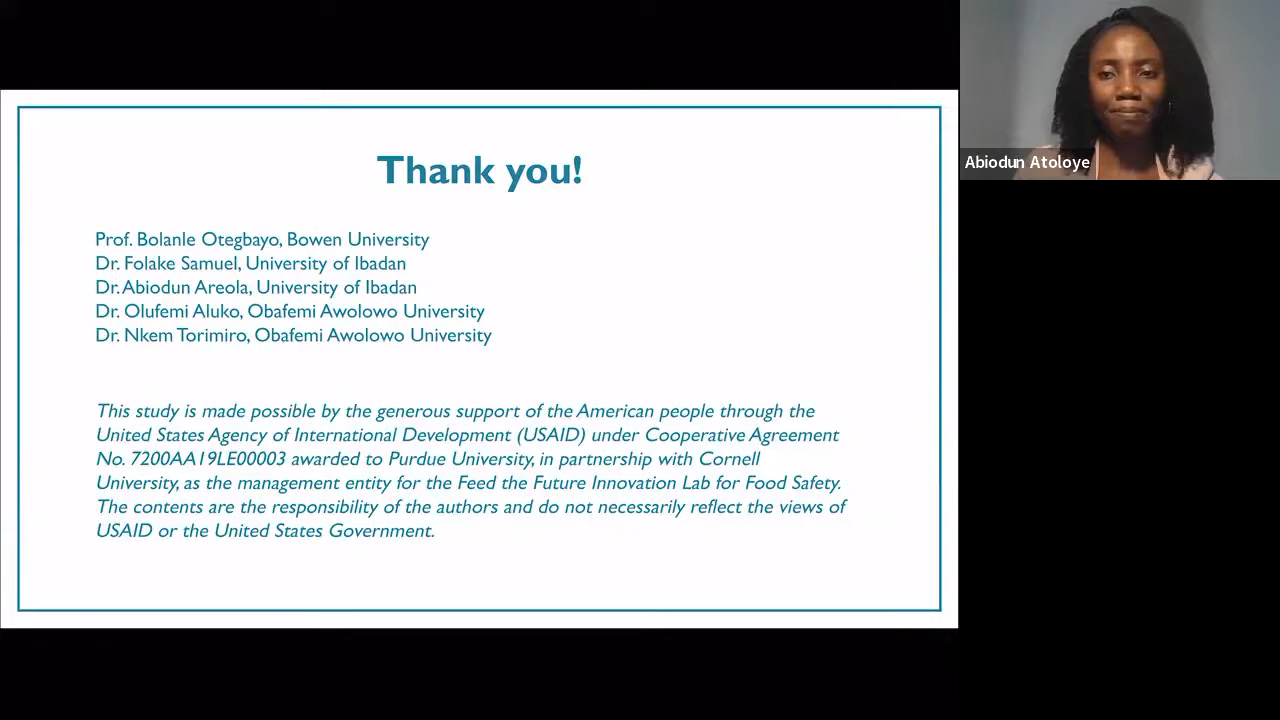 Thank you!
Prof. Bolanle Otegbayo, Bowen University
Dr. Folake Samuel, University of Ibadan
Dr. Abiodun Areola, University of Ibadan
Dr. Olufemi Aluko, Obafemi Awolowo University
Dr. Nkem Torimiro, Obafemi Awolowo University
This study is made possible by the generous support of the American people through the
United States Agency of International Development (USAID) under Cooperative Agreement
No. 7200AA19LE00003 awarded to Purdue University, in partnership with Cornell
University, as the management entity for the Feed the Future Innovation Lab for Food Safety.
The contents are the responsibility of the authors and do not necessarily reflect the views of
USAID or the United States Government.
Abiodun Atoloye